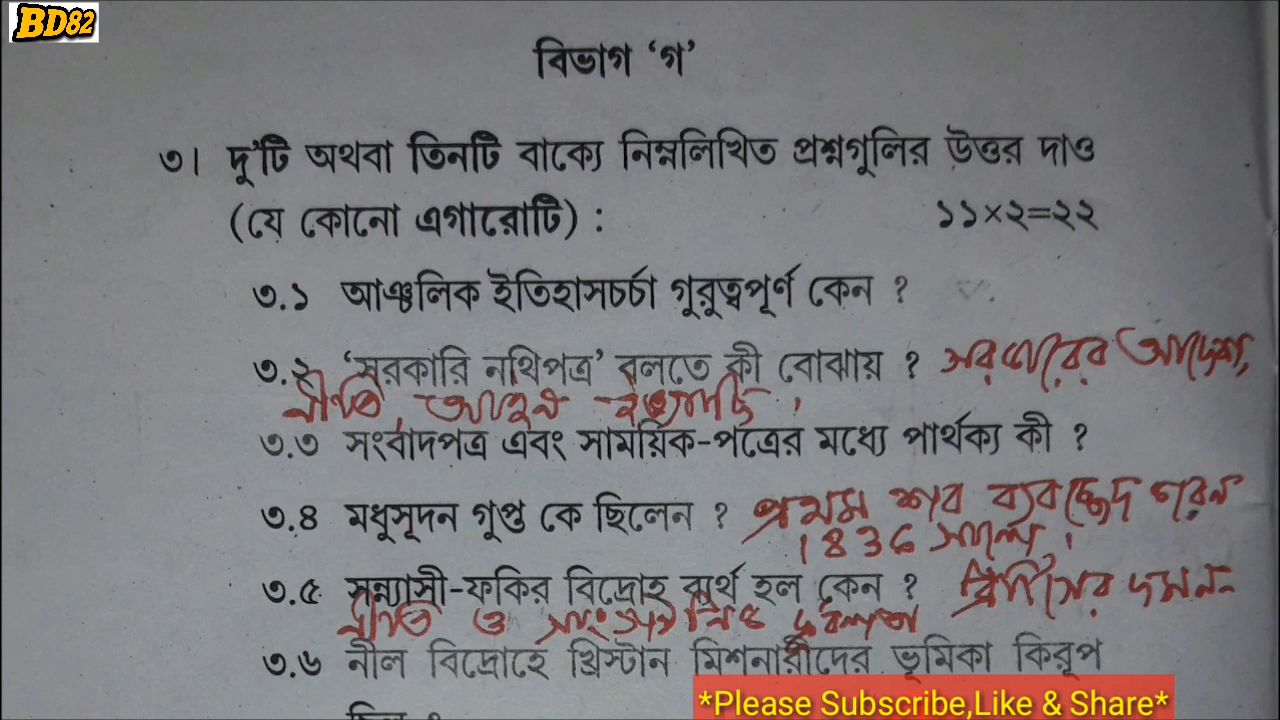 BD82
বিভাগ ‘গ’
৩। দু'টি অথবা তিনটি বাক্যে নিম্নলিখিত প্রশ্নগুলির উত্তর দাও
(যে কোনো এগারোটি) : ১১×২=২২
৩.১ আঞ্চলিক ইতিহাসচর্চা গুরুত্বপূর্ণ কেন ?
৩.২ ‘সরকারি নথিপত্র’ বলতে কী বোঝায় ? সরকারের আদেশ,
নীতি, আইন ইত্যাদি ।
৩.৩ সংবাদপত্র এবং সাময়িক-পত্রের মধ্যে পার্থক্য কী ?
৩.৪ মধুসূদন গুপ্ত কে ছিলেন ? প্রথম শব ব্যবচ্ছেদ করেন
1836 সালে ।
৩.৫ সন্ন্যাসী-ফকির বিদ্রোহ ব্যর্থ হল কেন ? দমন
নীতি ও সাংগঠনিক দুর্বলতা
৩.৬ নীল বিদ্রোহে খ্রিস্টান মিশনারীদের ভূমিকা কিরূপ
ছিল ?
*Please Subscribe,Like & Share*